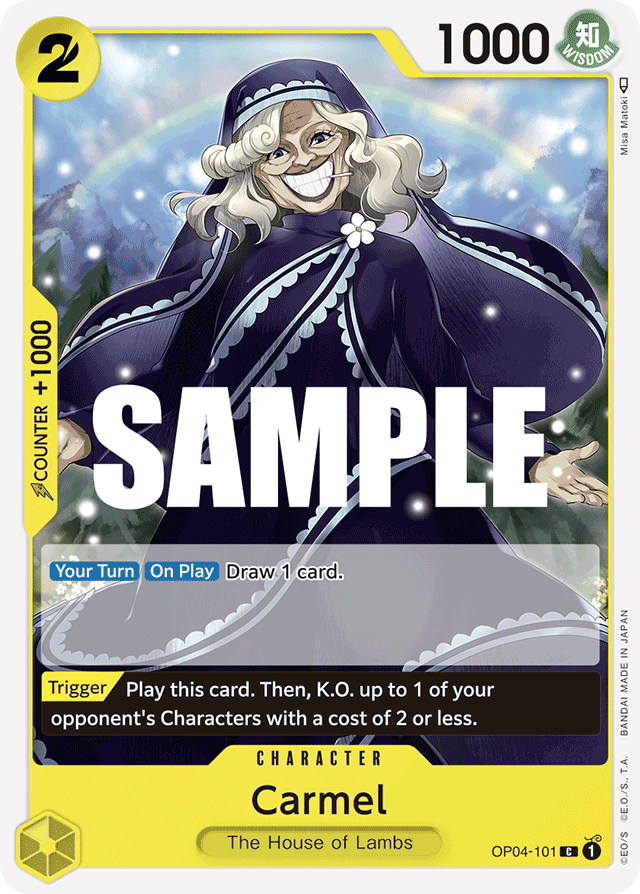 2
1000
知
WISDOM
Misa Matoki
COUNTER +1000
SAMPLE
Your Turn On Play Draw 1 card.
Trigger Play this card. Then, K.O. up to 1 of your
opponent's Characters with a cost of 2 or less.
CHARACTER
Carmel
The House of Lambs
OP04-101 C 1
©EO/S ©E.O./S., T.A. BANDAI MADE IN JAPAN